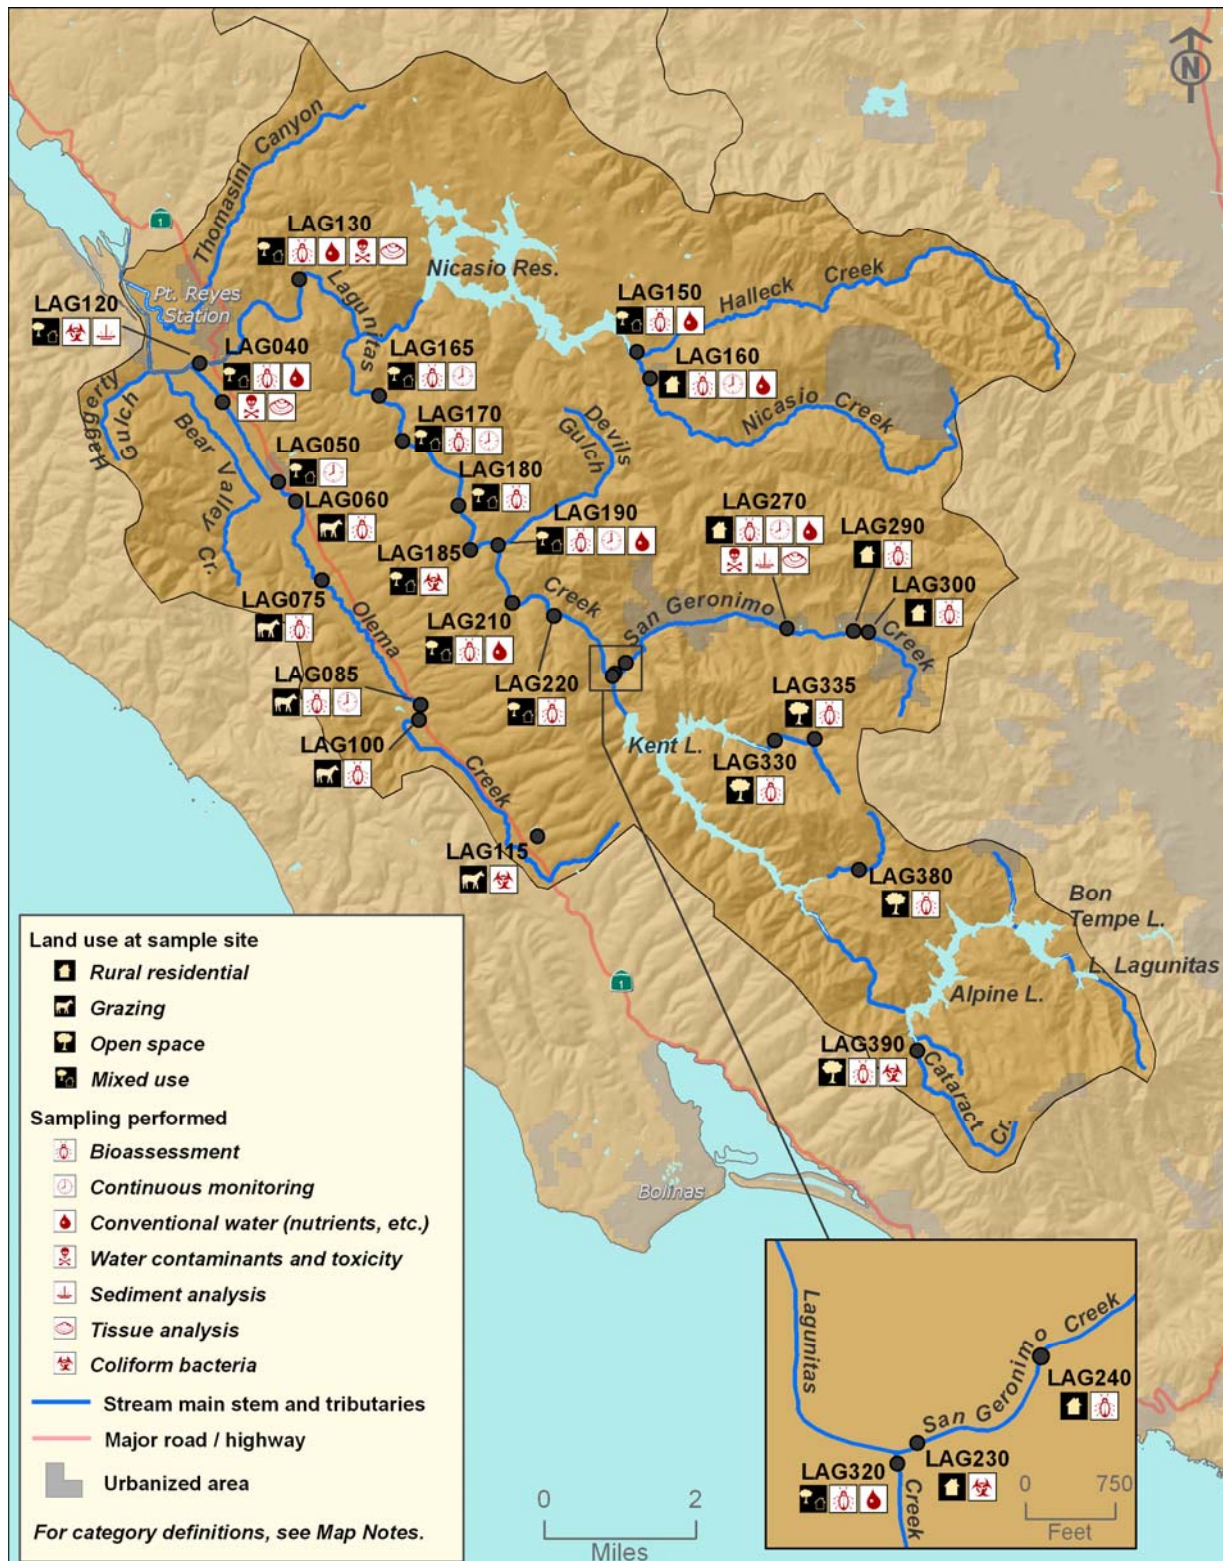 N
Thomasini Canyon
1
LAG130
Lagunitas
Nicasio Res.
Pt. Reyes
Station
LAG120
LAG040
LAG150
Halleck Creek
LAG160
LAG165
Nicasio Creek
Haggerty
Gulch
Bear Valley Cr.
LAG170
Devils
Gulch
LAG050
LAG180
LAG060
LAG190
LAG270
LAG290
LAG185
LAG300
LAG075
Olema
Creek
San Geronimo
Creek
LAG210
LAG085
LAG220
LAG335
LAG100
Kent L.
LAG330
Creek
LAG115
LAG380
Bon
Tempe L.
L. Lagunitas
Alpine L.
1
LAG390
Cataract Cr.
Bolinas
Land use at sample site
Rural residential
Grazing
Open space
Mixed use
Sampling performed
Bioassessment
Continuous monitoring
Conventional water (nutrients, etc.)
Water contaminants and toxicity
Sediment analysis
Tissue analysis
Coliform bacteria
Stream main stem and tributaries
Major road / highway
Urbanized area
For category definitions, see Map Notes.
0 2
Miles
Lagunitas
San Geronimo Creek
LAG240
LAG230
LAG320
Creek
0 750
Feet